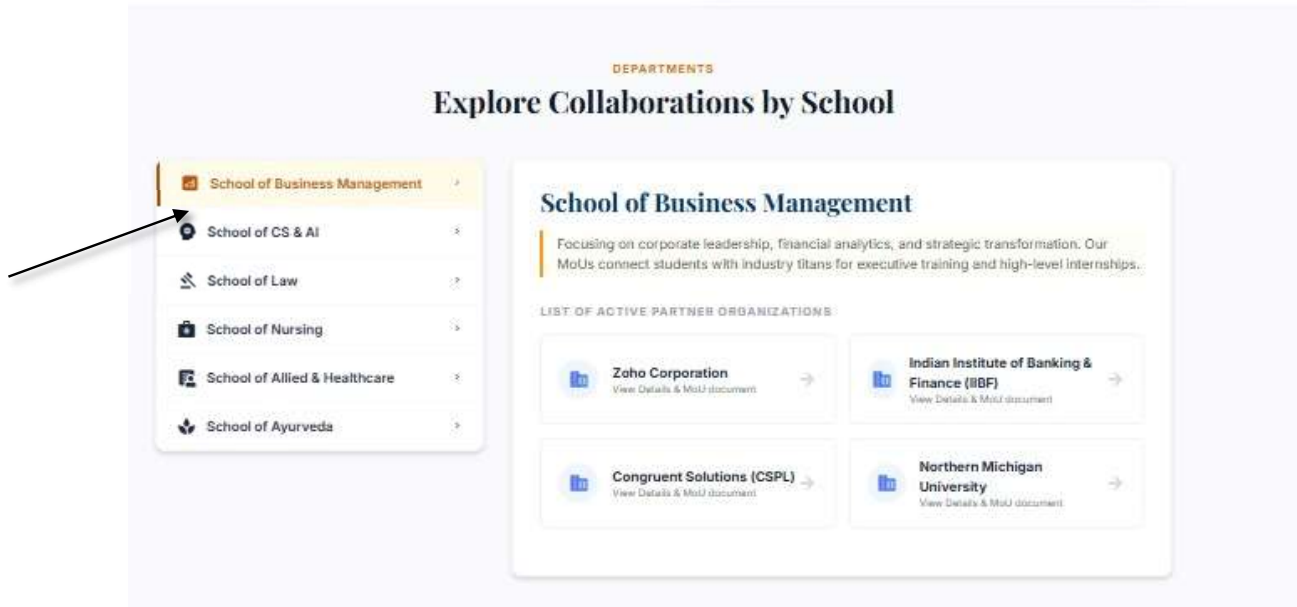 DEPARTMENTS
Explore Collaborations by School
School of Business Management
School of CS & AI
School of Law
School of Nursing
School of Allied & Healthcare
School of Ayurveda
School of Business Management
Focusing on corporate leadership, financial analytics, and strategic transformation. Our
MoUs connect students with industry titans for executive training and high-level internships.
LIST OF ACTIVE PARTNER ORGANIZATIONS
Zoho Corporation
View Details & MoU document
Indian Institute of Banking &
Finance (IIBF)
View Details & MoU document
Congruent Solutions (CSPL)
View Details & MoU document
Northern Michigan
University
View Details & MoU document